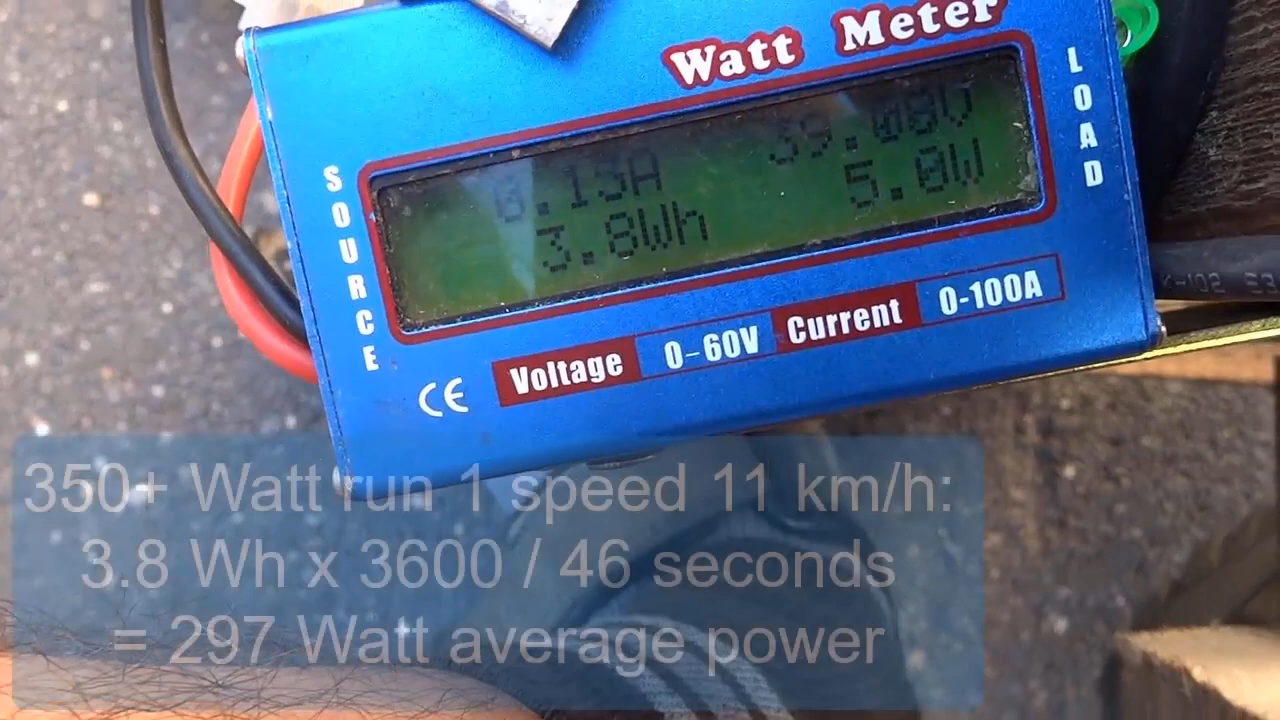 Watt Meter
SOURCE
LOAD
0.13A 39.08V
3.8Wh 5.0W
Voltage 0-60V Current 0-100A
CE
350+ Watt run 1 speed 11 km/h:
3.8 Wh x 3600 / 46 seconds
= 297 Watt average power